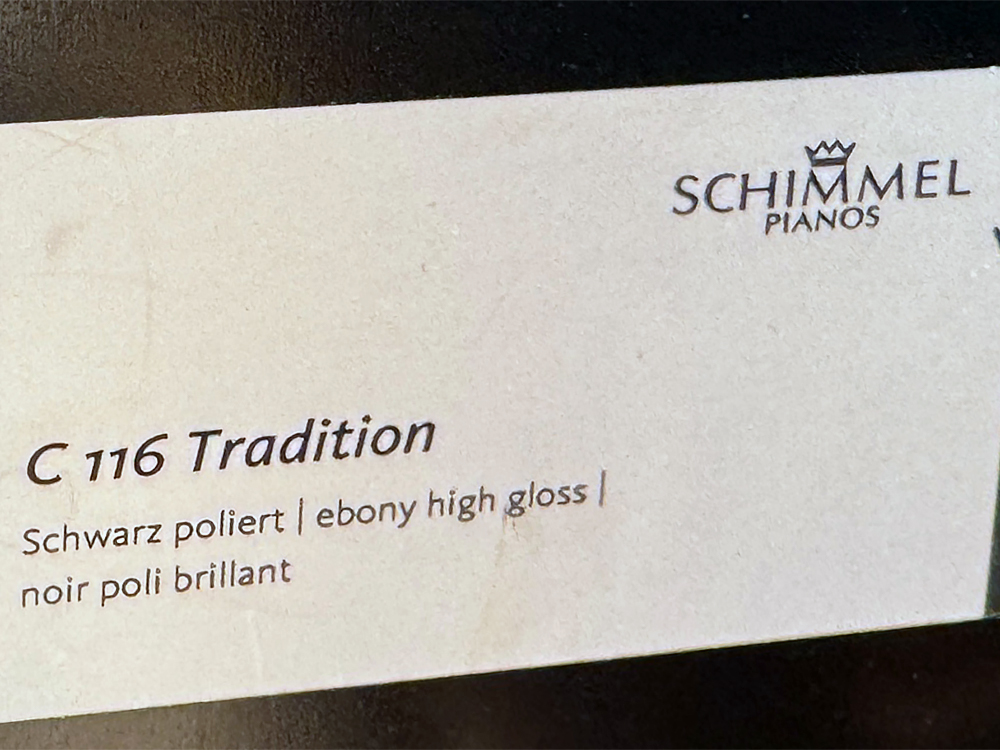 SCHIMMEL
PIANOS
C 116 Tradition
Schwarz poliert | ebony high gloss |
noir poli brillant